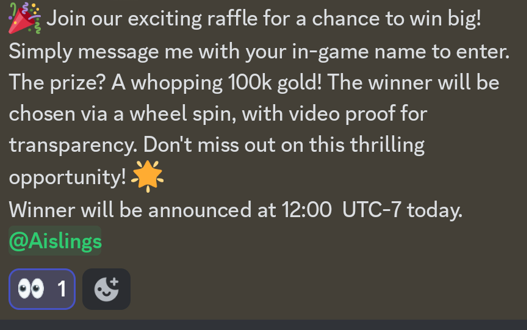 🎉 Join our exciting raffle for a chance to win big!
Simply message me with your in-game name to enter.
The prize? A whopping 100k gold! The winner will be
chosen via a wheel spin, with video proof for
transparency. Don't miss out on this thrilling
opportunity! 🌟
Winner will be announced at 12:00  UTC-7 today.
@Aislings
👀 1